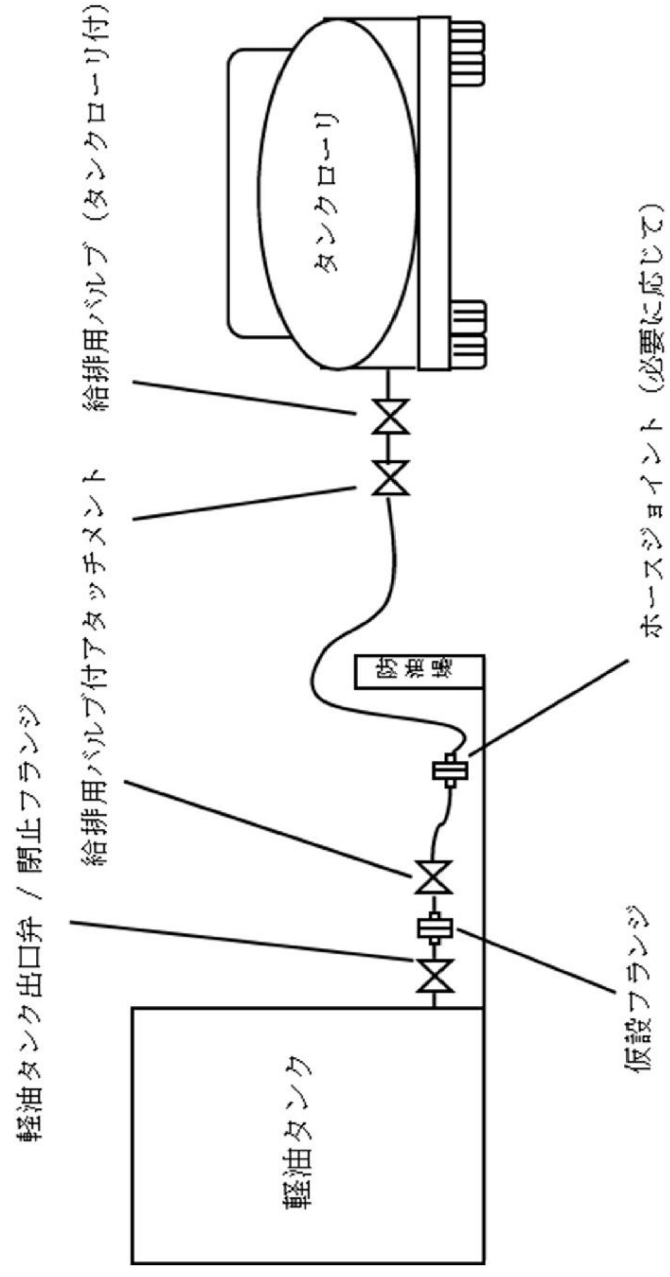 軽油タンク出口弁 / 閉止フランジ
給排用バルブ付アタッチメント
給排用バルブ（タンクローリ付）
タンクローリ
防油場
軽油タンク
仮設フランジ
ホースジョイント（必要に応じて）